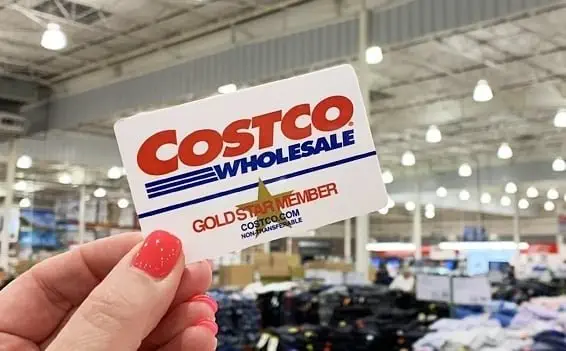 COSTCO
WHOLESALE
GOLD STAR MEMBER
COSTCO.COM
NON-TRANSFERABLE